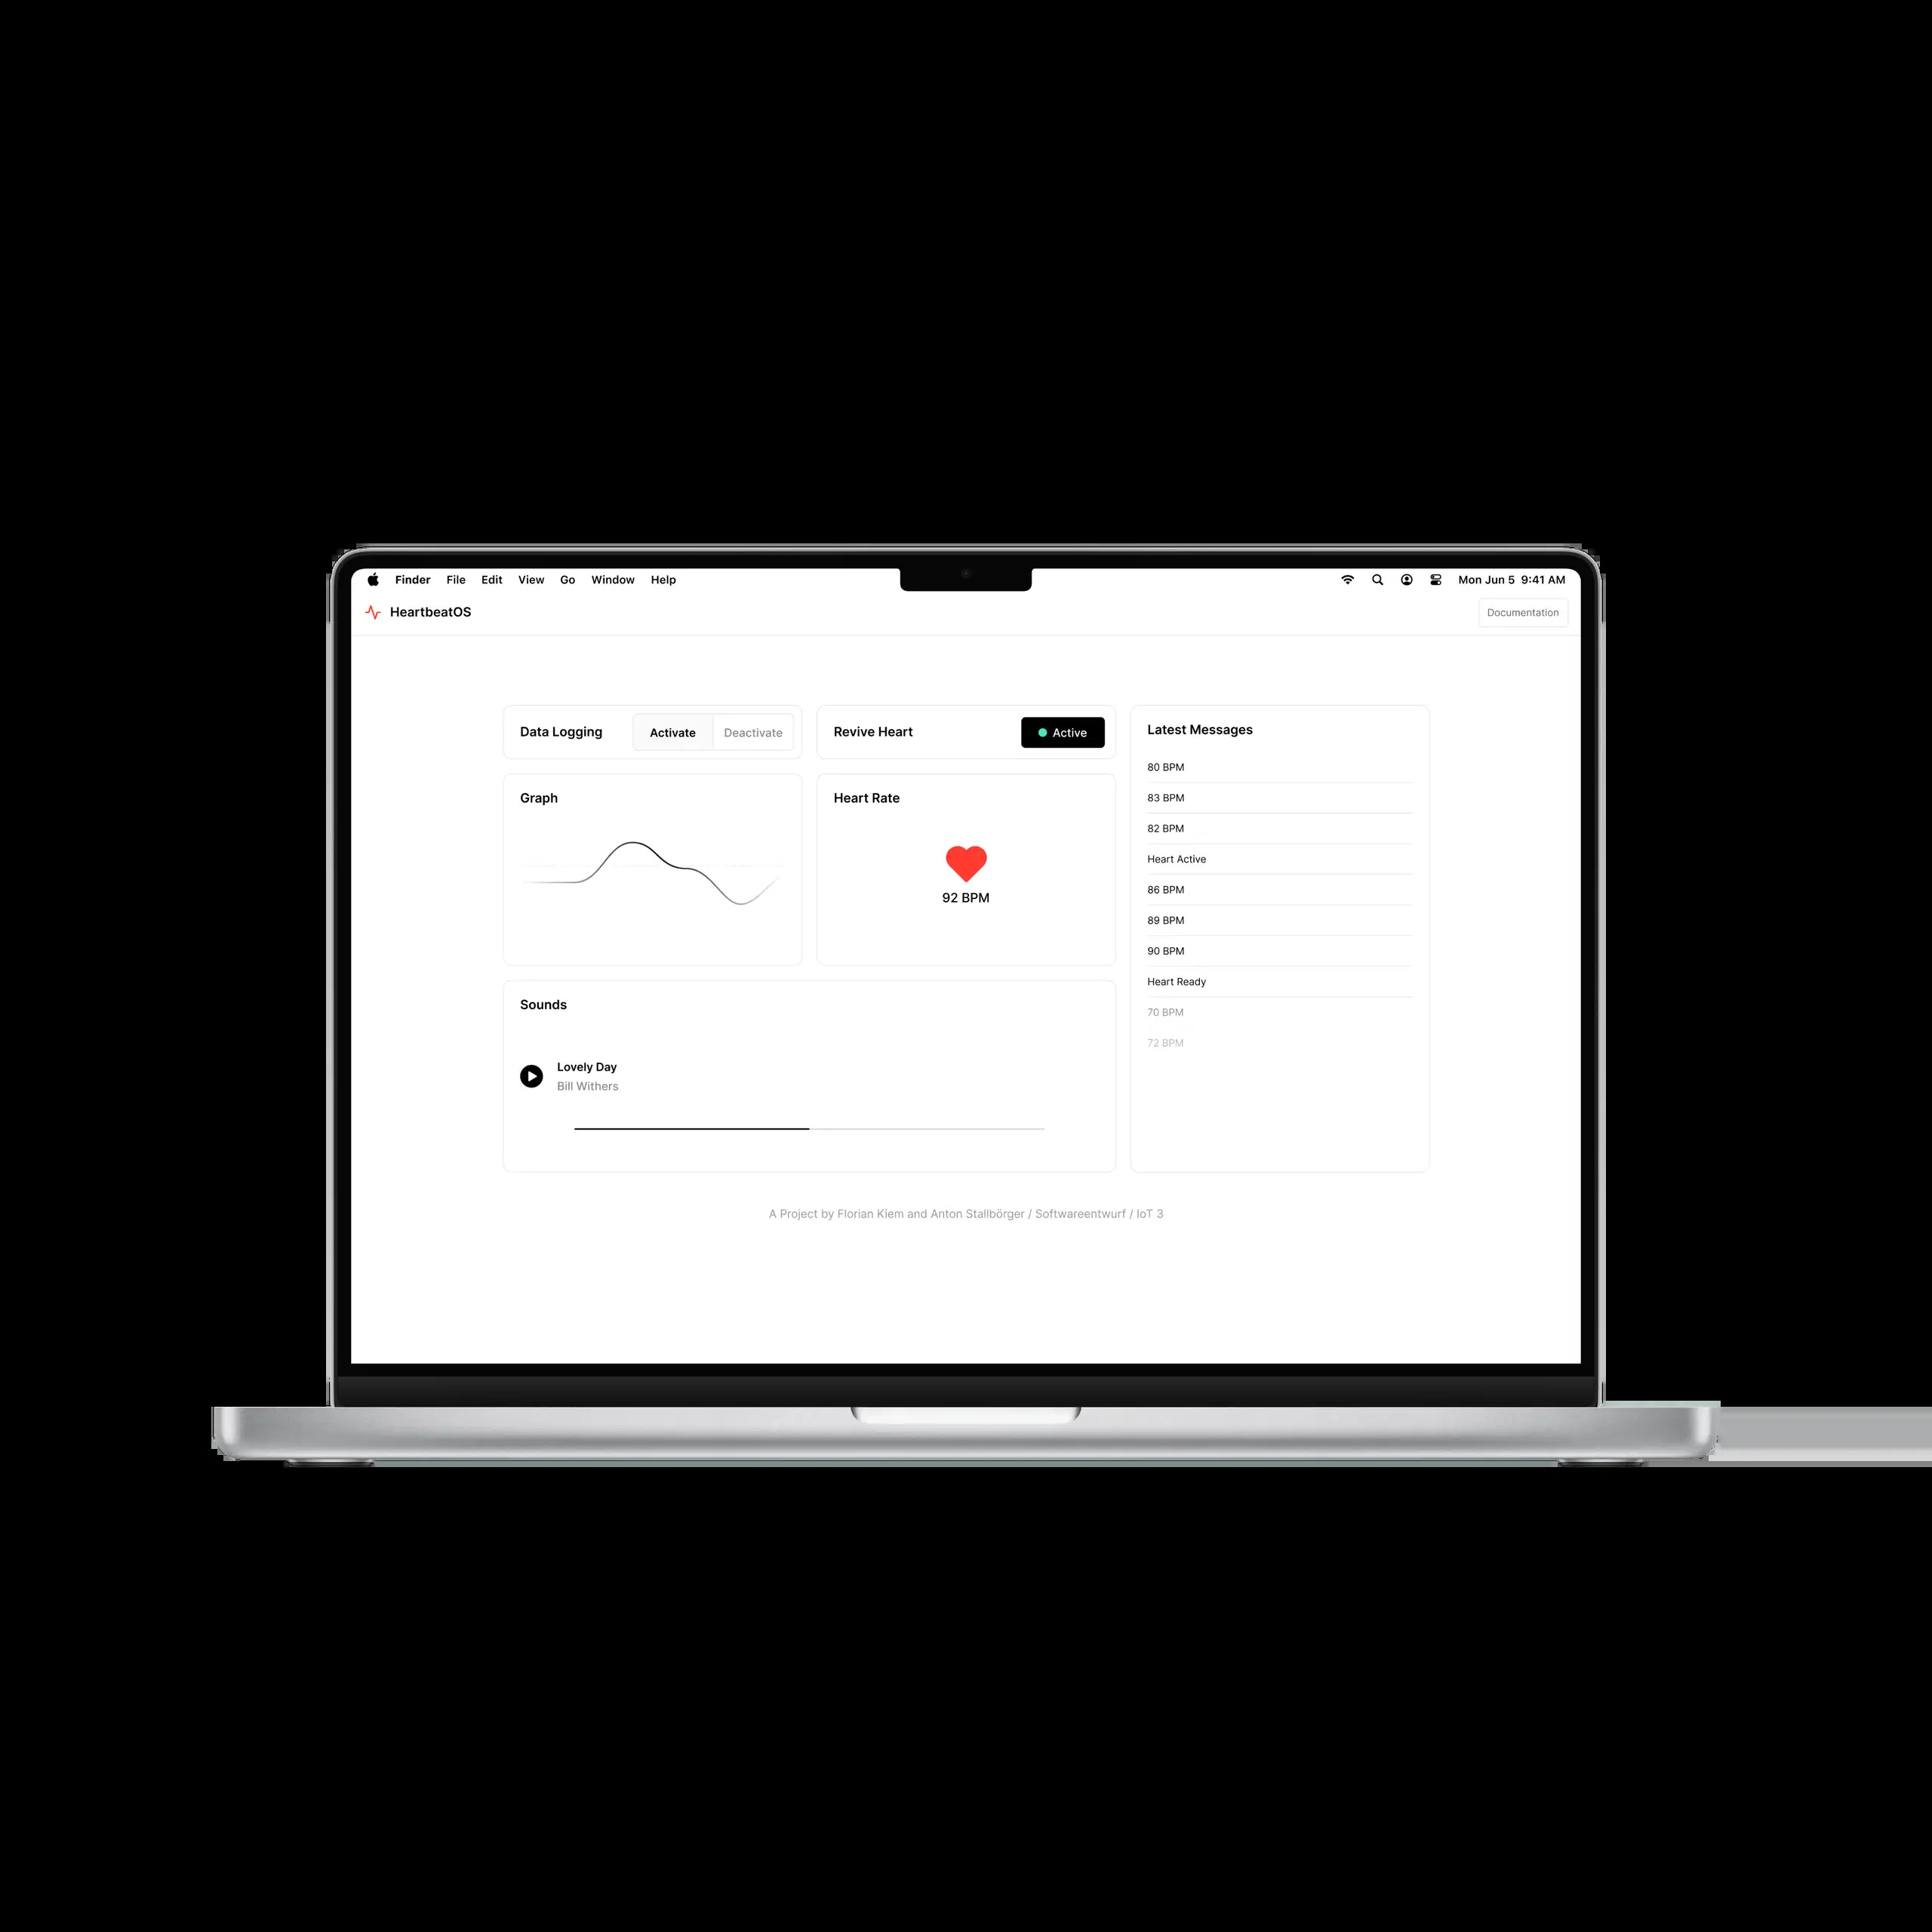 Finder File Edit View Go Window Help Mon Jun 5 9:41 AM
HeartbeatOS
Documentation
Data Logging
Activate
Deactivate
Revive Heart
Active
Graph
Heart Rate
92 BPM
Sounds
Lovely Day
Bill Withers
Latest Messages
80 BPM
83 BPM
82 BPM
Heart Active
86 BPM
89 BPM
90 BPM
Heart Ready
70 BPM
72 BPM
A Project by Florian Kiem and Anton Stallbörger / Softwareentwurf / IoT 3